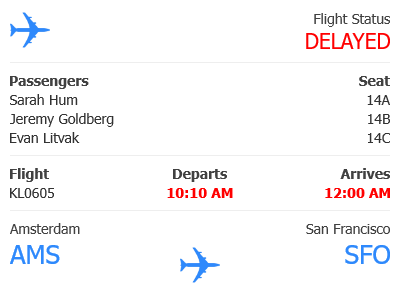 Flight Status
DELAYED
Passengers Seat
Sarah Hum 14A
Jeremy Goldberg 14B
Evan Litvak 14C
Flight Departs Arrives
KL0605 10:10 AM 12:00 AM
Amsterdam San Francisco
AMS SFO